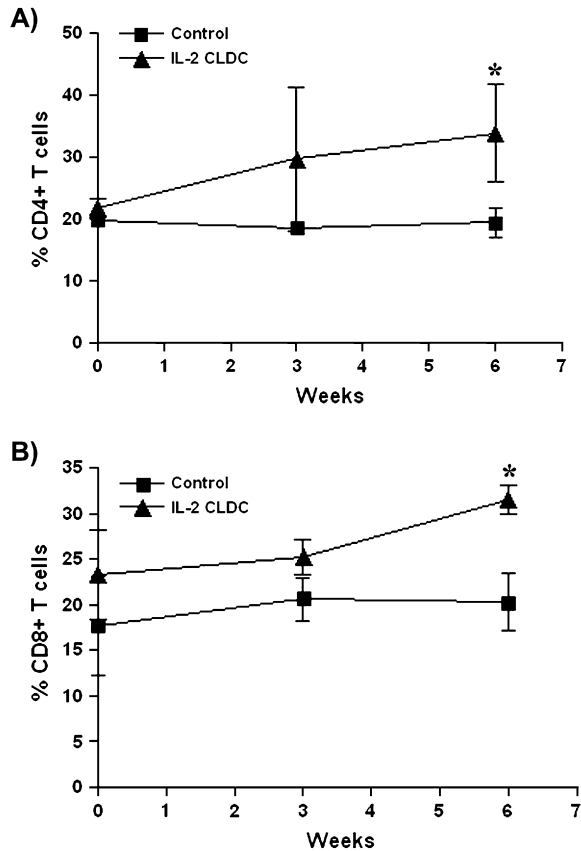 A)
Control
IL-2 CLDC
50
40
30
20
10
0
% CD4+ T cells
*
0 1 2 3 4 5 6 7
Weeks
B)
Control
IL-2 CLDC
35
30
25
20
15
10
5
0
% CD8+ T cells
*
0 1 2 3 4 5 6 7
Weeks